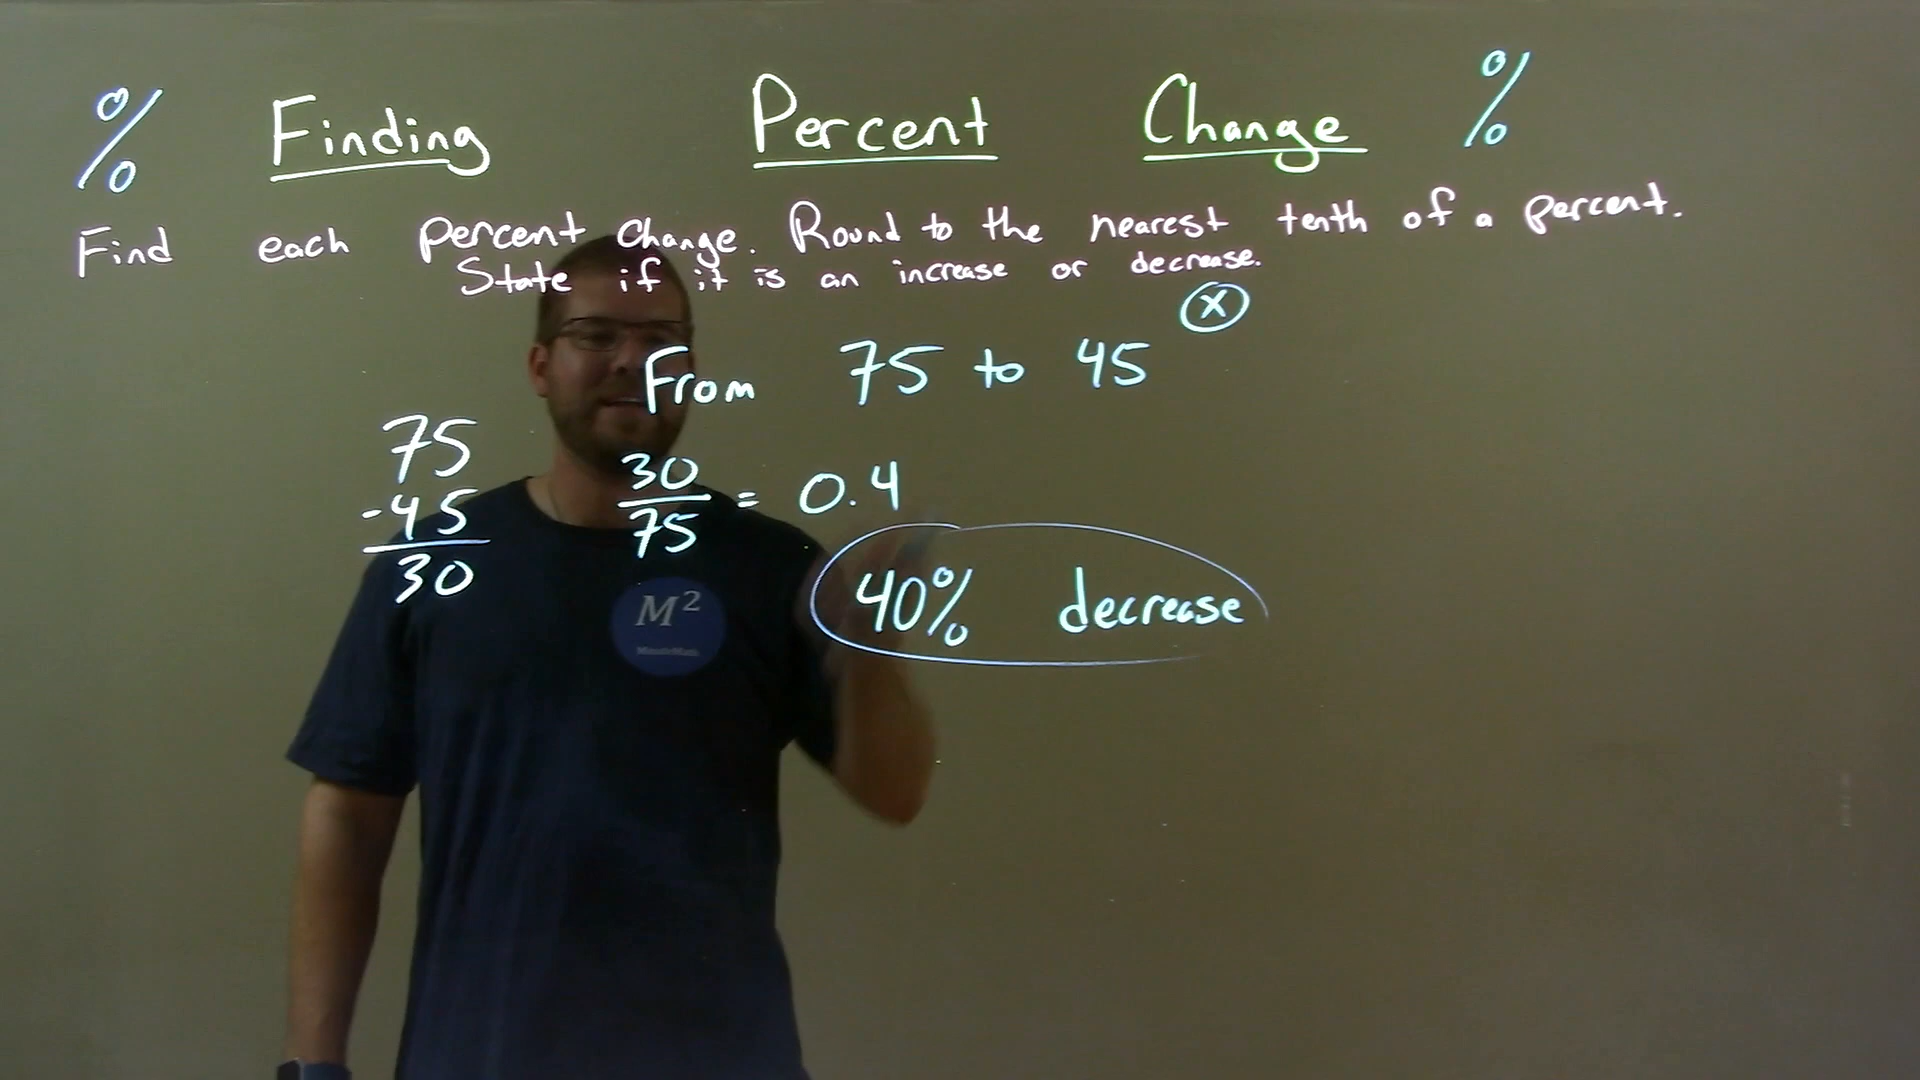 % Finding Percent Change %
Find each percent change. Round to the nearest tenth of a percent.
State if it is an increase or decrease.
X
From 75 to 45
75
-45
30
30
75
= 0.4
40% decrease
M²
MinuteMath